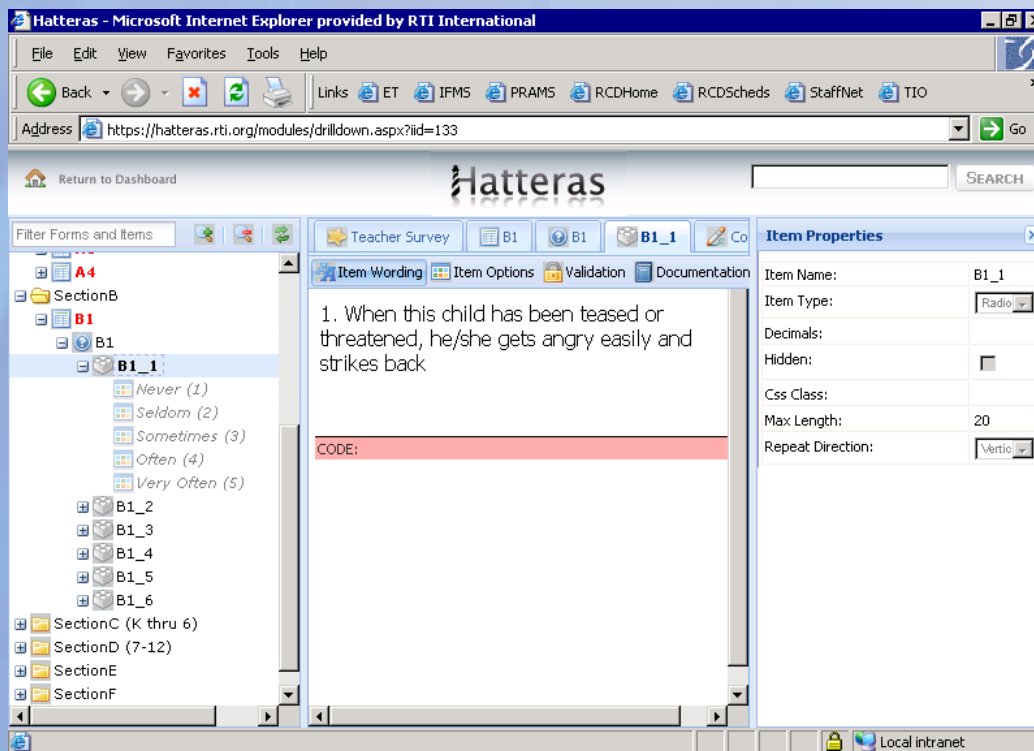 Hatteras - Microsoft Internet Explorer provided by RTI International
File Edit View Favorites Tools Help
Back Links ET IFMS PRAMS RCDHome RCDScheds StaffNet TIO
Address https://hatteras.rti.org/modules/drilldown.aspx?iid=133 Go
Return to Dashboard Hatteras SEARCH
Filter Forms and Items
A4
SectionB
B1
B1
B1_1
Never (1)
Seldom (2)
Sometimes (3)
Often (4)
Very Often (5)
B1_2
B1_3
B1_4
B1_5
B1_6
SectionC (K thru 6)
SectionD (7-12)
SectionE
SectionF
Teacher Survey B1 B1 B1_1 Co
Item Wording Item Options Validation Documentation
1. When this child has been teased or
threatened, he/she gets angry easily and
strikes back
CODE:
Item Properties
Item Name: B1_1
Item Type: Radio
Decimals:
Hidden:
Css Class:
Max Length: 20
Repeat Direction: Vertic
Local intranet